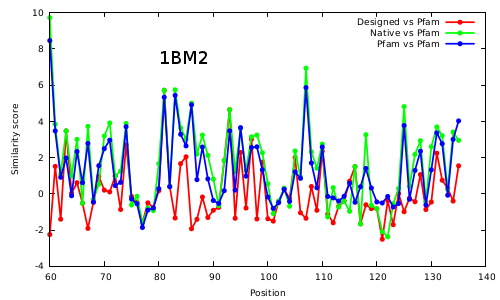 10
8
6
4
2
0
-2
-4
Similarity score
1BM2
Designed vs Pfam
Native vs Pfam
Pfam vs Pfam
60 70 80 90 100 110 120 130 140
Position